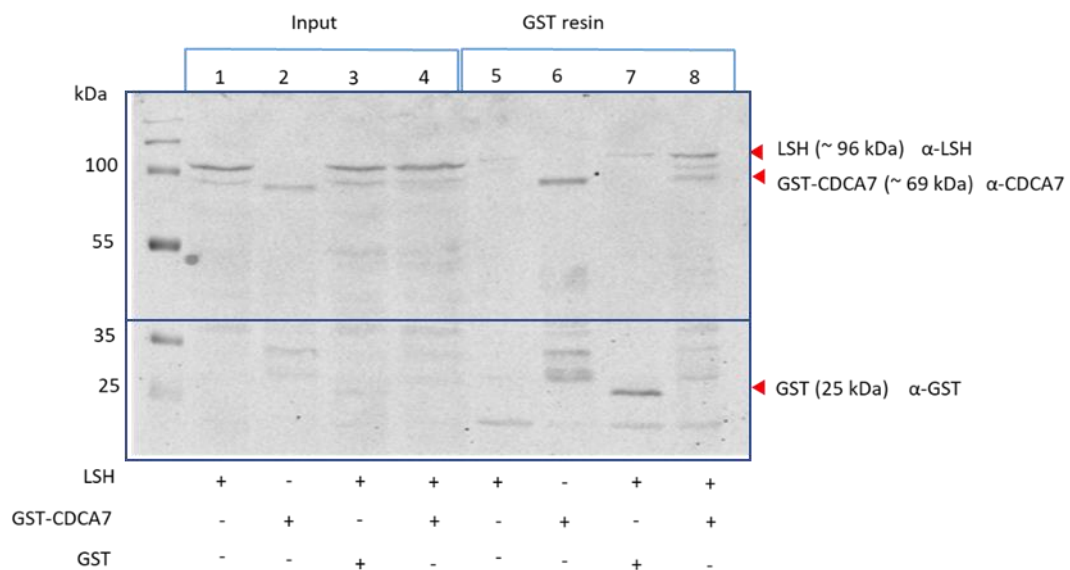 Input GST resin
1 2 3 4 5 6 7 8
kDa
100
55
35
25
LSH (~ 96 kDa) α-LSH
GST-CDCA7 (~ 69 kDa) α-CDCA7
GST (25 kDa) α-GST
LSH + - + + + - + +
GST-CDCA7 - + - + - + - +
GST - - + - - - + -